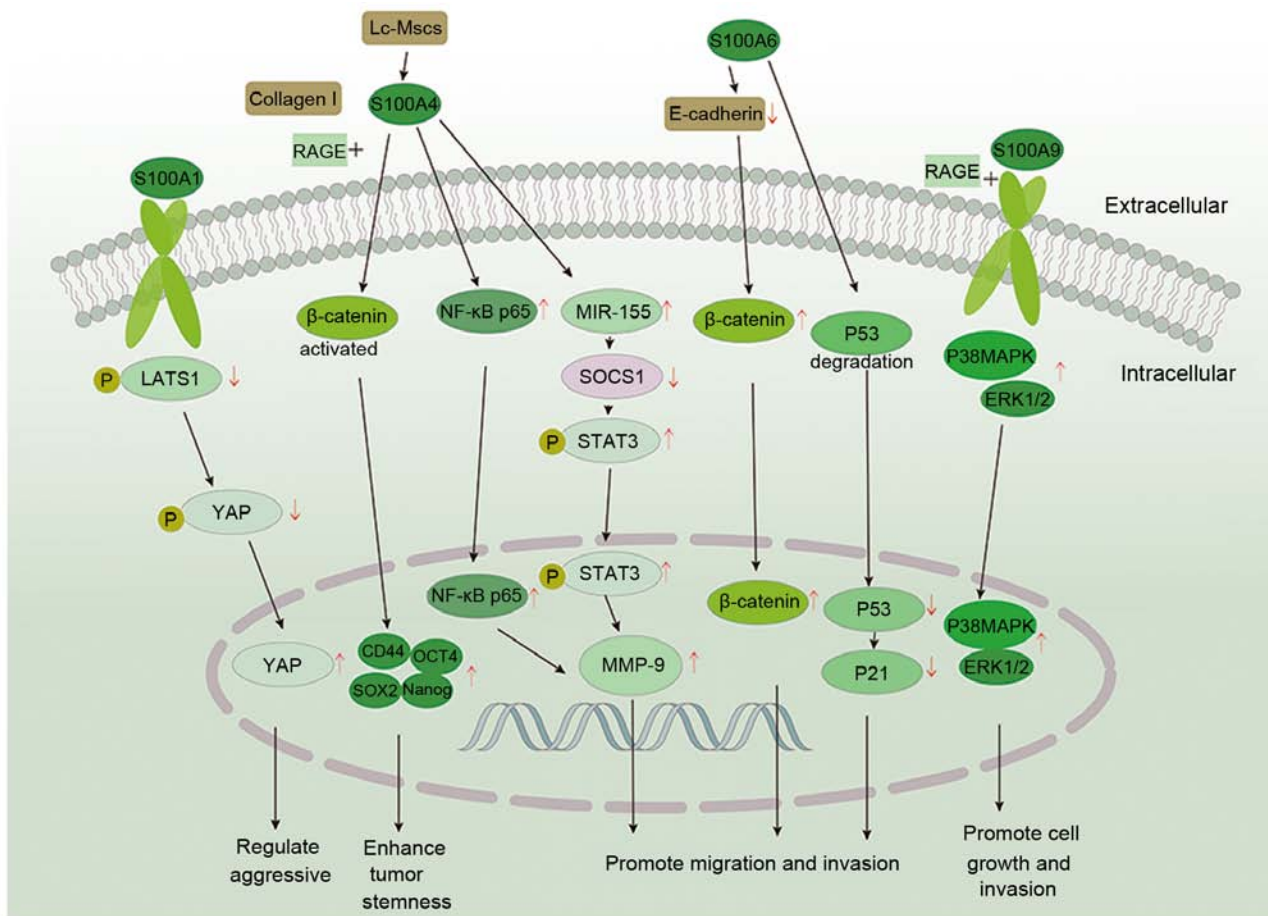 Lc-Mscs
S100A6
Collagen I
S100A4
E-cadherin ↓
S100A9
RAGE+
RAGE +
S100A1
Extracellular
β-catenin
activated
NF-κB p65 ↑
MIR-155 ↑
β-catenin ↑
P53
degradation
P38MAPK
ERK1/2 ↑
Intracellular
P LATS1 ↓
SOCS1 ↓
P STAT3 ↑
P YAP ↓
P STAT3 ↑
NF-κB p65 ↑
β-catenin ↑
P53 ↓
P38MAPK
ERK1/2 ↑
YAP ↑
CD44
OCT4
SOX2
Nanog ↑
MMP-9 ↑
P21 ↓
Regulate
aggressive
Enhance
tumor
stemness
Promote migration and invasion
Promote cell
growth and
invasion